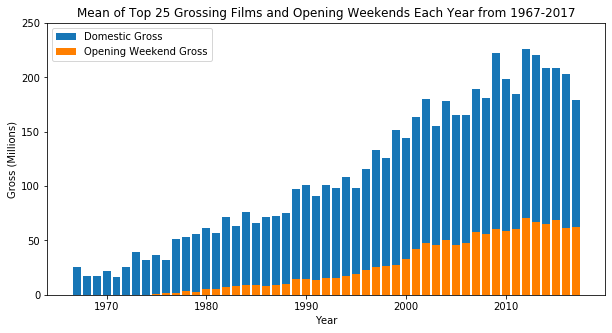 Mean of Top 25 Grossing Films and Opening Weekends Each Year from 1967-2017
Domestic Gross
Opening Weekend Gross
250
200
150
100
50
0
Gross (Millions)
1970 1980 1990 2000 2010
Year